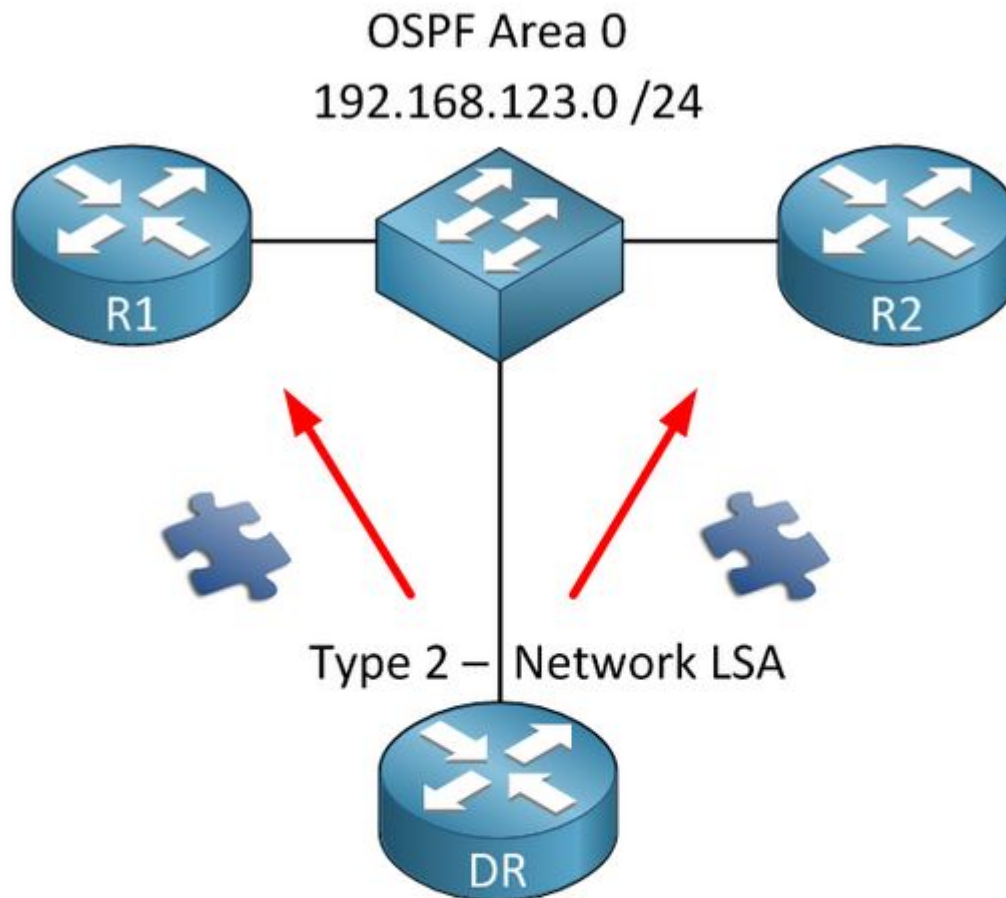 OSPF Area 0
192.168.123.0 /24
R1
R2
Type 2 – Network LSA
DR